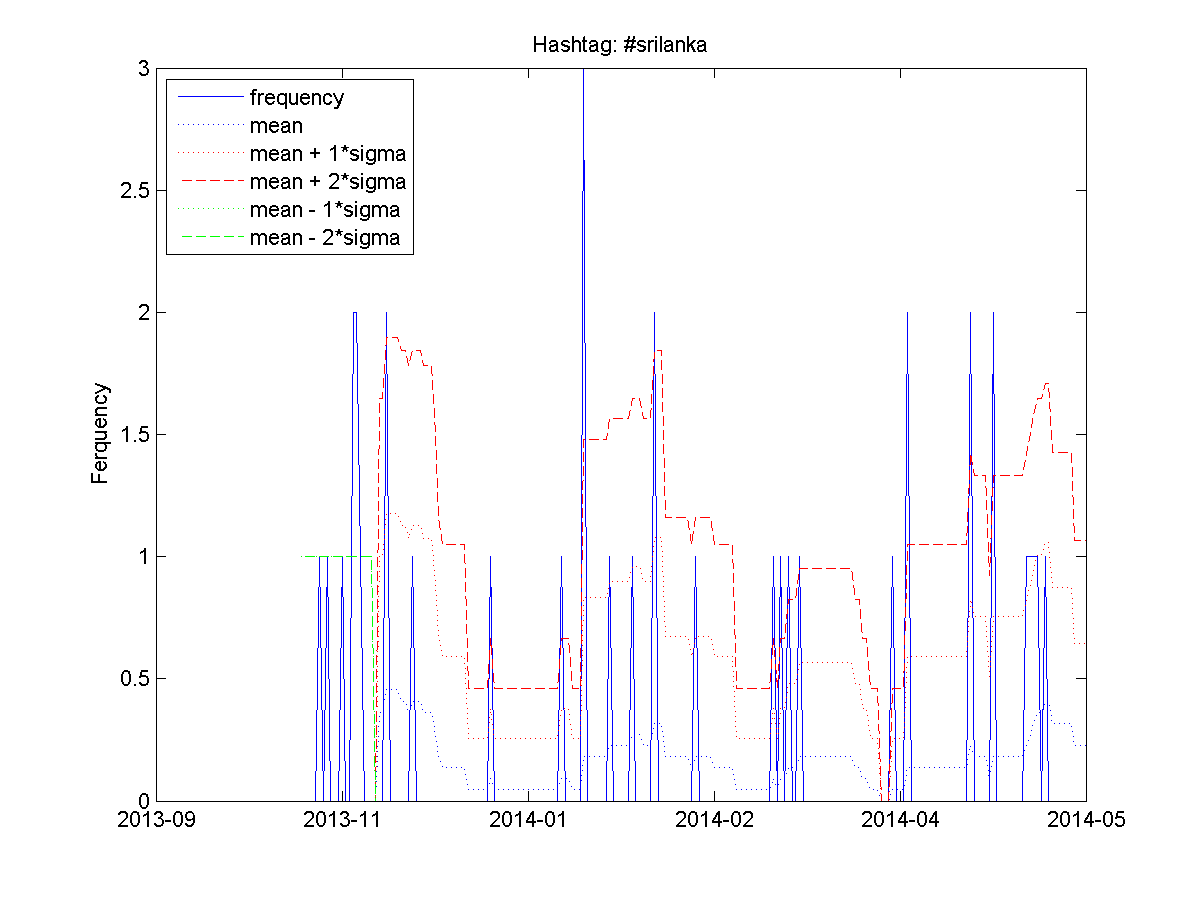 Hashtag: #srilanka
3
2.5
2
1.5
1
0.5
0
Ferquency
frequency
mean
mean + 1*sigma
mean + 2*sigma
mean - 1*sigma
mean - 2*sigma
2013-09 2013-11 2014-01 2014-02 2014-04 2014-05